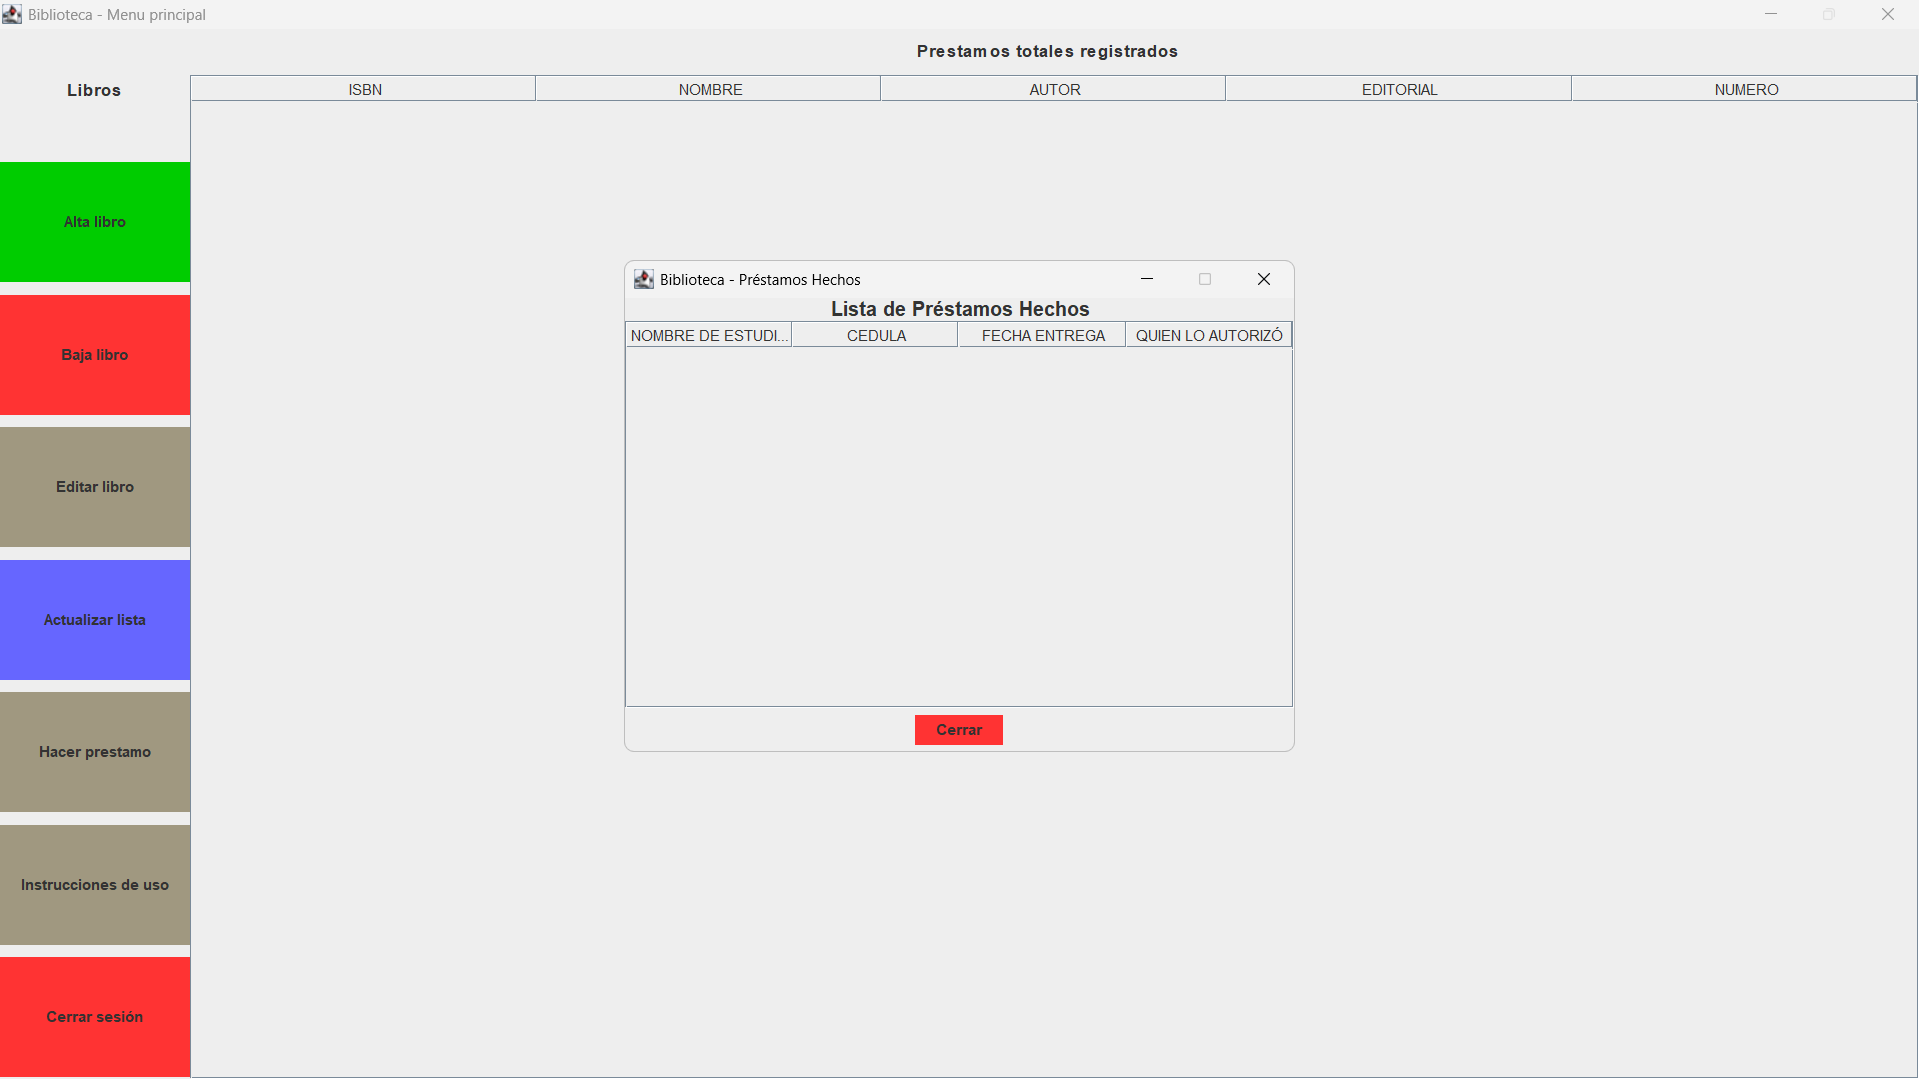 Biblioteca - Menu principal
Prestamos totales registrados
Libros
ISBN NOMBRE AUTOR EDITORIAL NUMERO
Alta libro
Baja libro
Editar libro
Actualizar lista
Hacer prestamo
Instrucciones de uso
Cerrar sesión
Biblioteca - Préstamos Hechos
Lista de Préstamos Hechos
NOMBRE DE ESTUDI... CEDULA FECHA ENTREGA QUIEN LO AUTORIZÓ
Cerrar